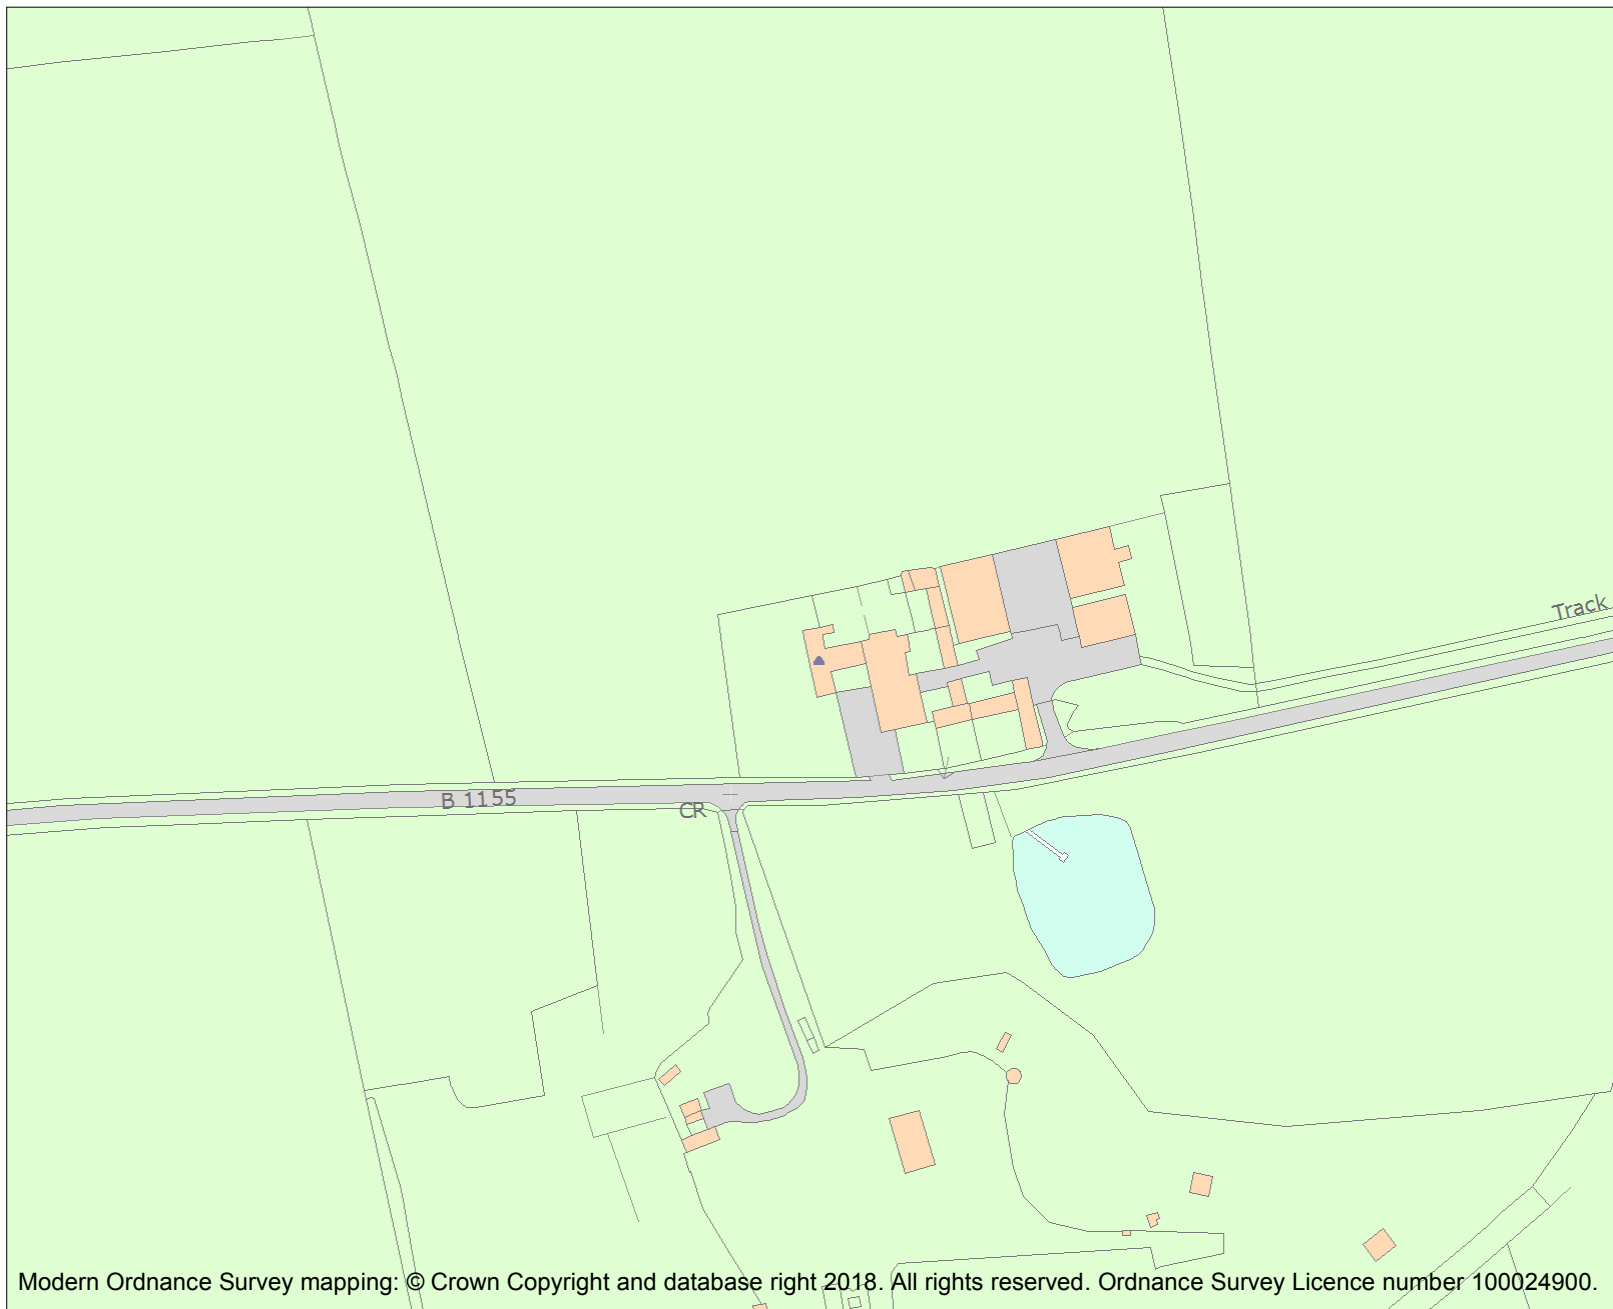 Track
B 1155
CR
Modern Ordnance Survey mapping: © Crown Copyright and database right 2018. All rights reserved. Ordnance Survey Licence number 100024900.